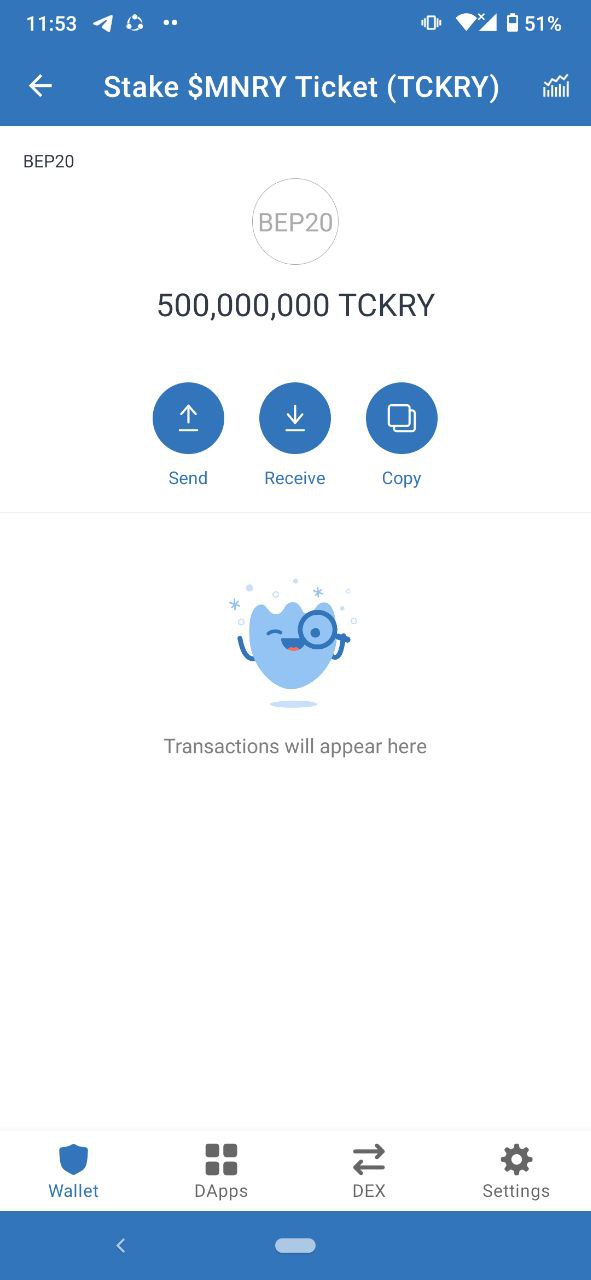 11:53
51%
Stake $MNRY Ticket (TCKRY)
BEP20
BEP20
500,000,000 TCKRY
Send Receive Copy
Transactions will appear here
Wallet DApps DEX Settings